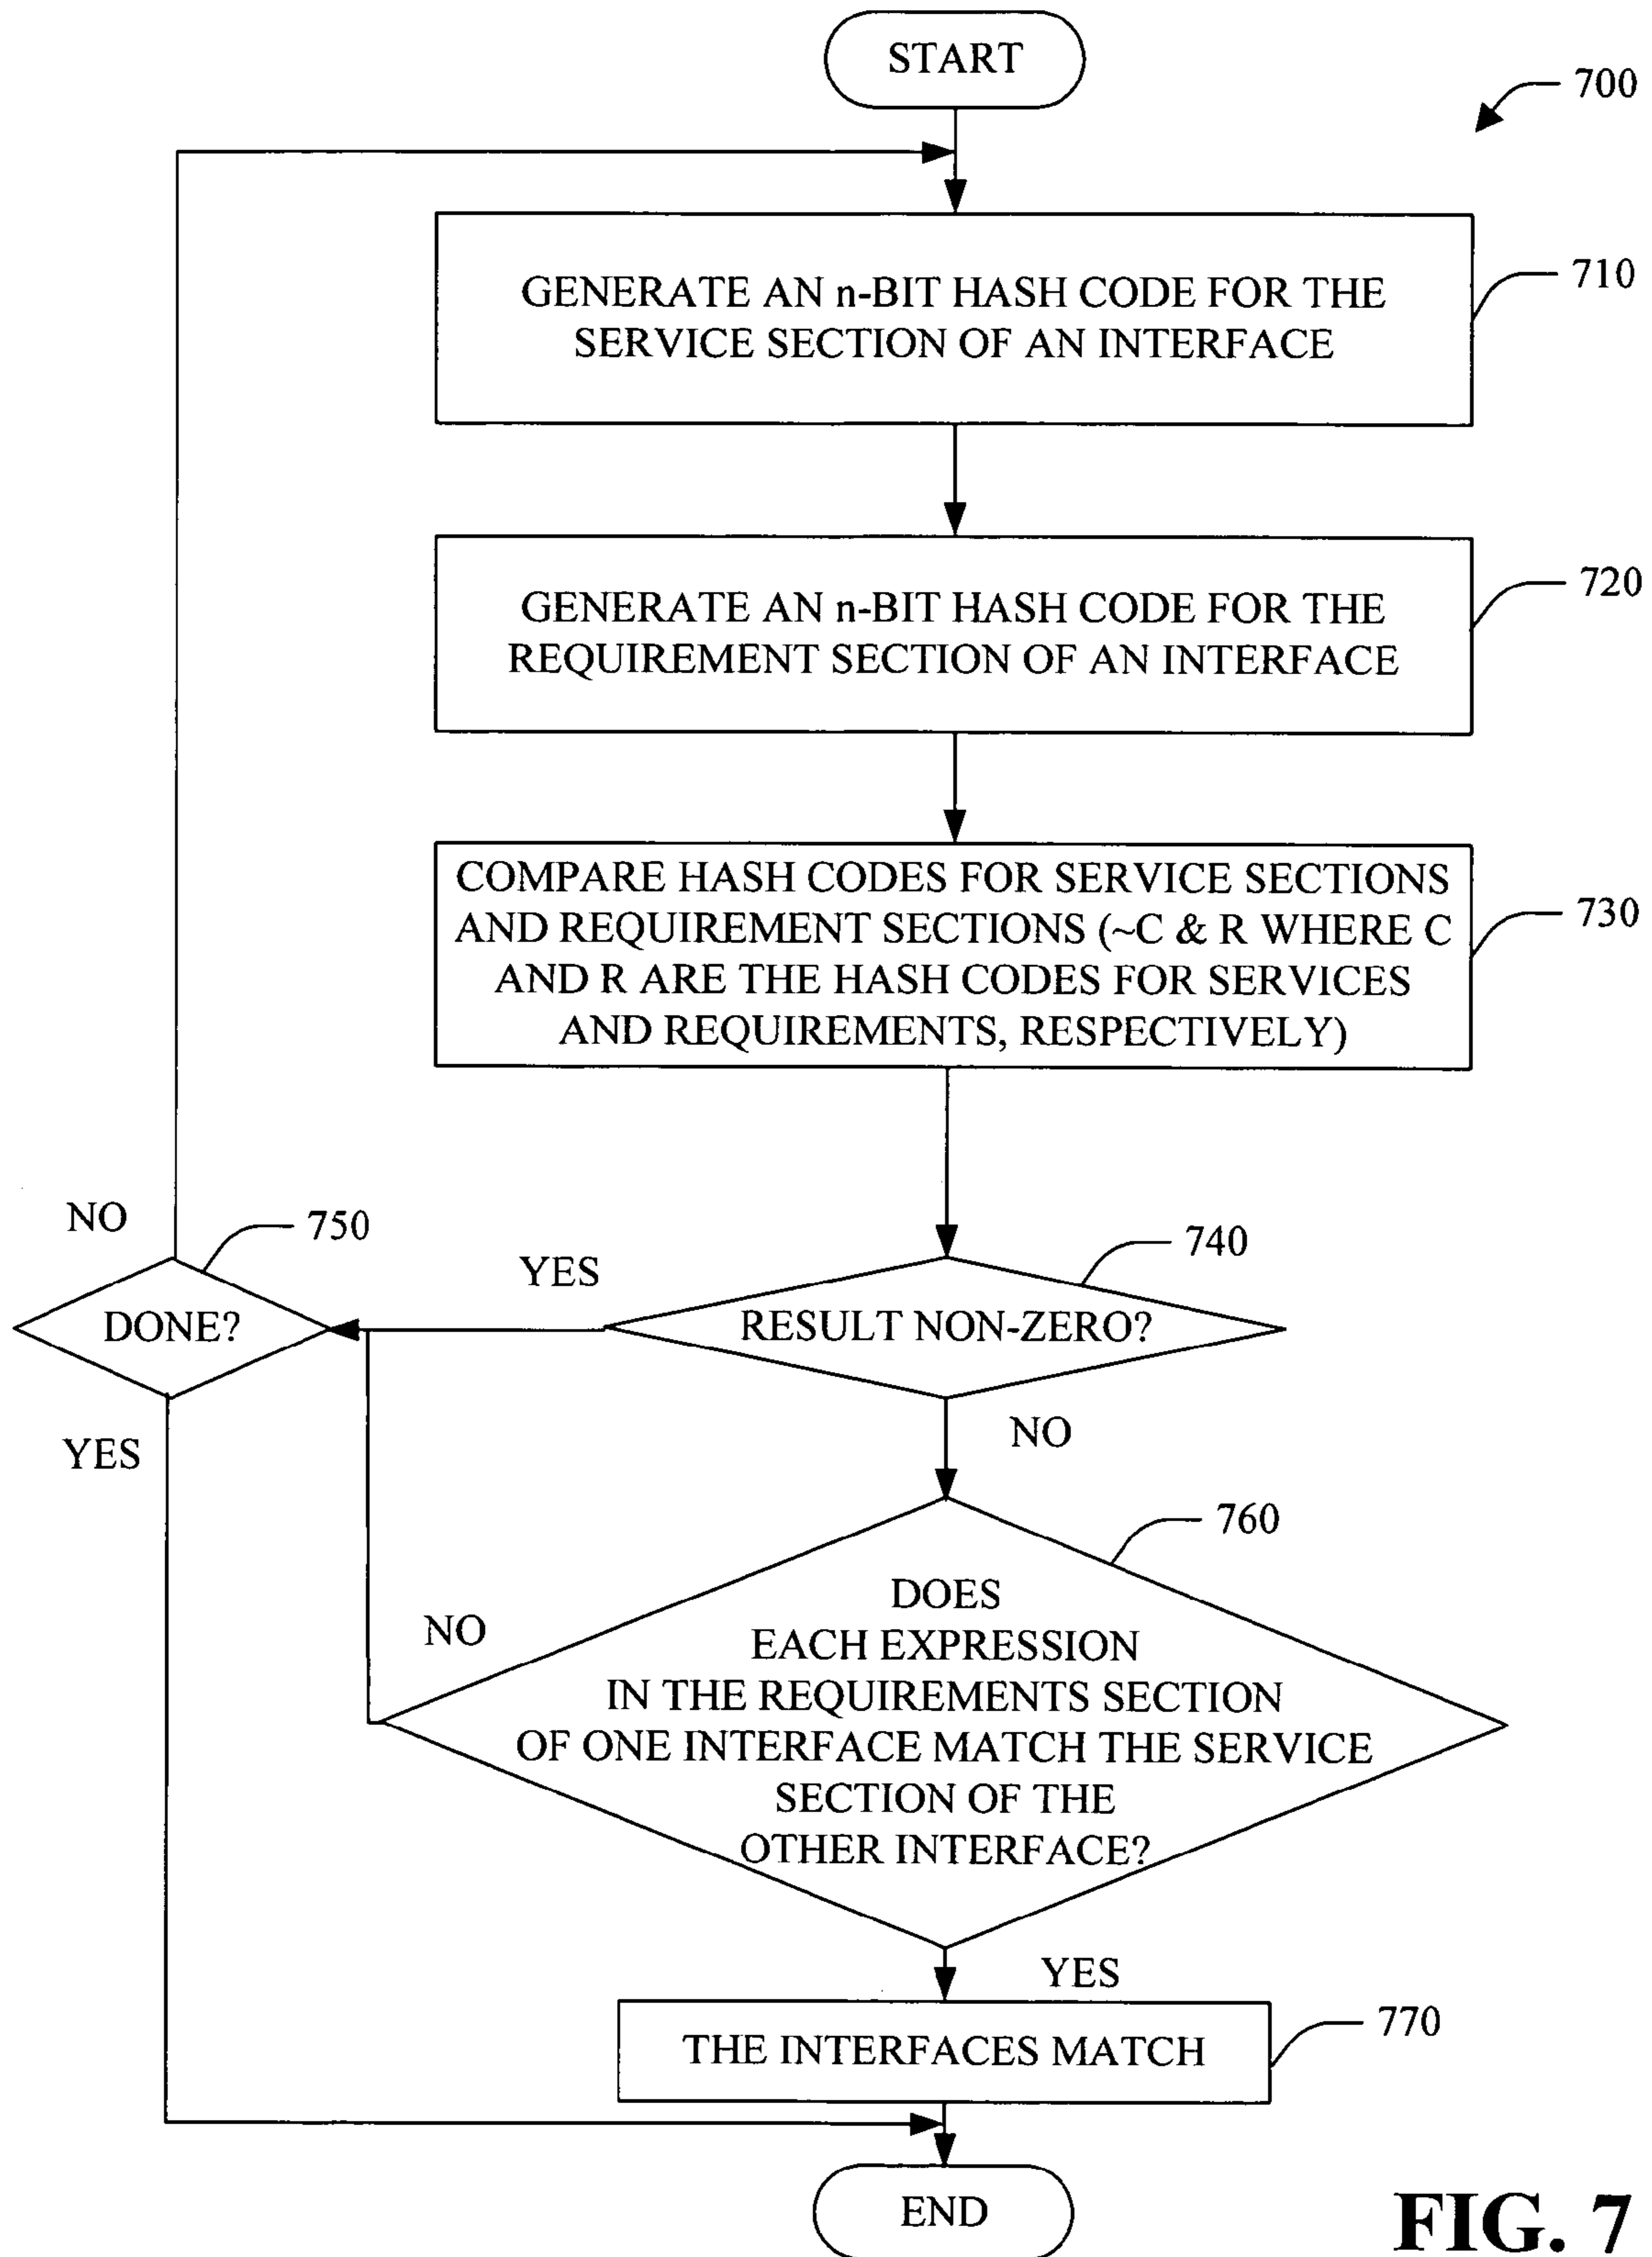 START
700
GENERATE AN n-BIT HASH CODE FOR THE
SERVICE SECTION OF AN INTERFACE
710
GENERATE AN n-BIT HASH CODE FOR THE
REQUIREMENT SECTION OF AN INTERFACE
720
COMPARE HASH CODES FOR SERVICE SECTIONS
AND REQUIREMENT SECTIONS (~C & R WHERE C
AND R ARE THE HASH CODES FOR SERVICES
AND REQUIREMENTS, RESPECTIVELY)
730
NO
750
YES
740
DONE?
RESULT NON-ZERO?
YES
NO
760
NO
DOES
EACH EXPRESSION
IN THE REQUIREMENTS SECTION
OF ONE INTERFACE MATCH THE SERVICE
SECTION OF THE
OTHER INTERFACE?
YES
THE INTERFACES MATCH
770
END
FIG. 7